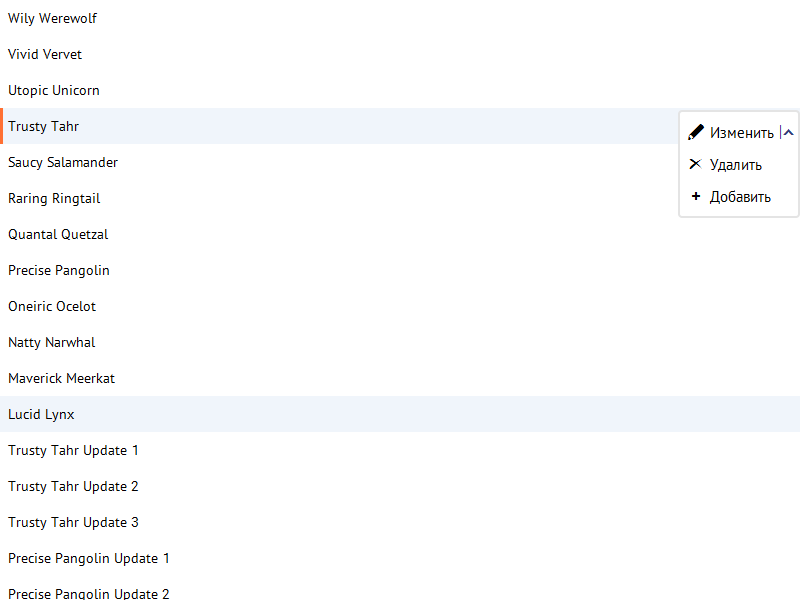 Wily Werewolf
Vivid Vervet
Utopic Unicorn
Trusty Tahr
Изменить
Saucy Salamander
Удалить
Raring Ringtail
Добавить
Quantal Quetzal
Precise Pangolin
Oneiric Ocelot
Natty Narwhal
Maverick Meerkat
Lucid Lynx
Trusty Tahr Update 1
Trusty Tahr Update 2
Trusty Tahr Update 3
Precise Pangolin Update 1
Precise Pangolin Update 2